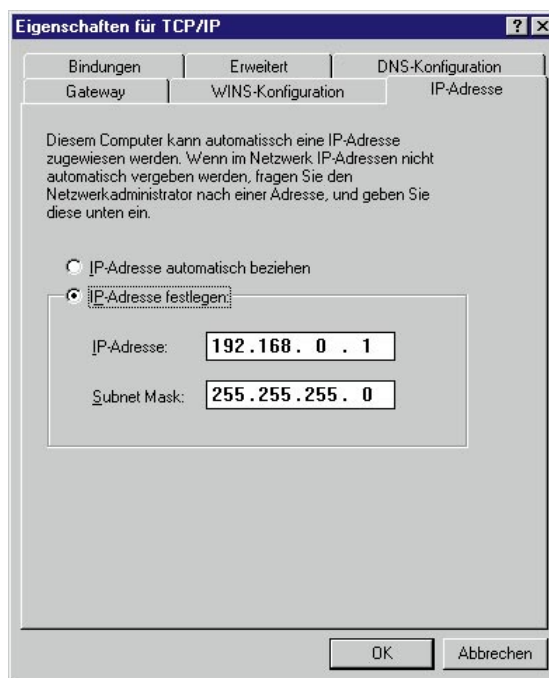 Eigenschaften für TCP/IP
Bindungen Erweitert DNS-Konfiguration
Gateway WINS-Konfiguration IP-Adresse
Diesem Computer kann automatissch eine IP-Adresse
zugewiesen werden. Wenn im Netzwerk IP-Adressen nicht
automatisch vergeben werden, fragen Sie den
Netzwerkadministrator nach einer Adresse, und geben Sie
diese unten ein.
IP-Adresse automatisch beziehen
IP-Adresse festlegen:
IP-Adresse: 192.168. 0 . 1
Subnet Mask: 255.255.255. 0
OK Abbrechen